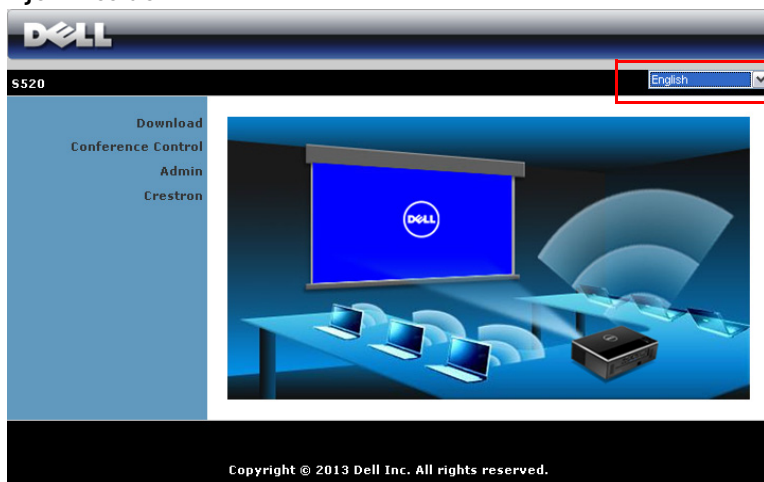 DELL
S520
English
Download
Conference Control
Admin
Crestron
DELL
Copyright © 2013 Dell Inc. All rights reserved.